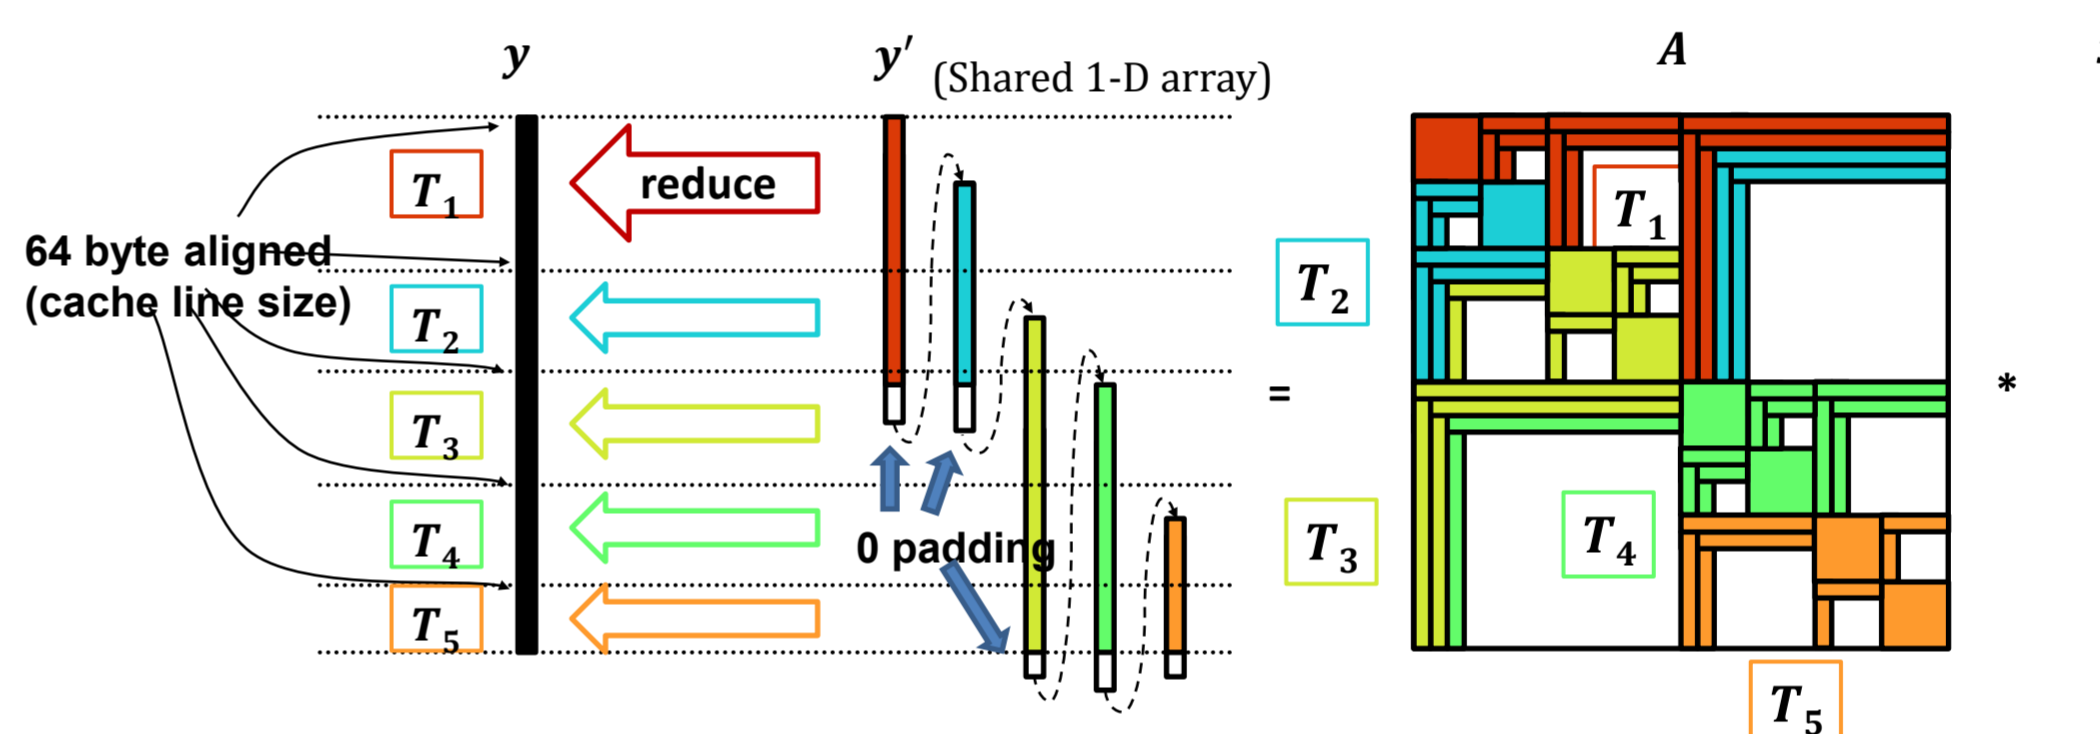 y
y′ (Shared 1-D array)
A
T1
reduce
T1
64 byte aligned
(cache line size)
T2
T2
T3
=
*
T4
0 padding
T3
T4
T5
T5